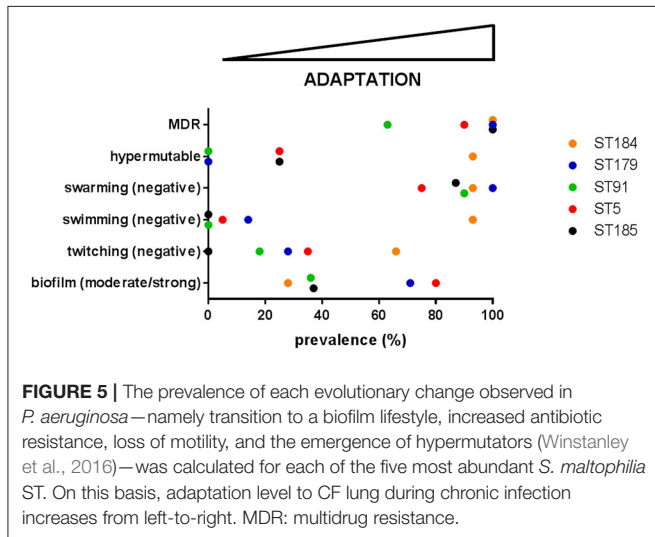 ADAPTATION
MDR
hypermutable
swarming (negative)
swimming (negative)
twitching (negative)
biofilm (moderate/strong)
0 20 40 60 80 100
prevalence (%)
ST184
ST179
ST91
ST5
ST185
FIGURE 5 | The prevalence of each evolutionary change observed in
P. aeruginosa—namely transition to a biofilm lifestyle, increased antibiotic
resistance, loss of motility, and the emergence of hypermutators (Winstanley
et al., 2016)—was calculated for each of the five most abundant S. maltophilia
ST. On this basis, adaptation level to CF lung during chronic infection
increases from left-to-right. MDR: multidrug resistance.